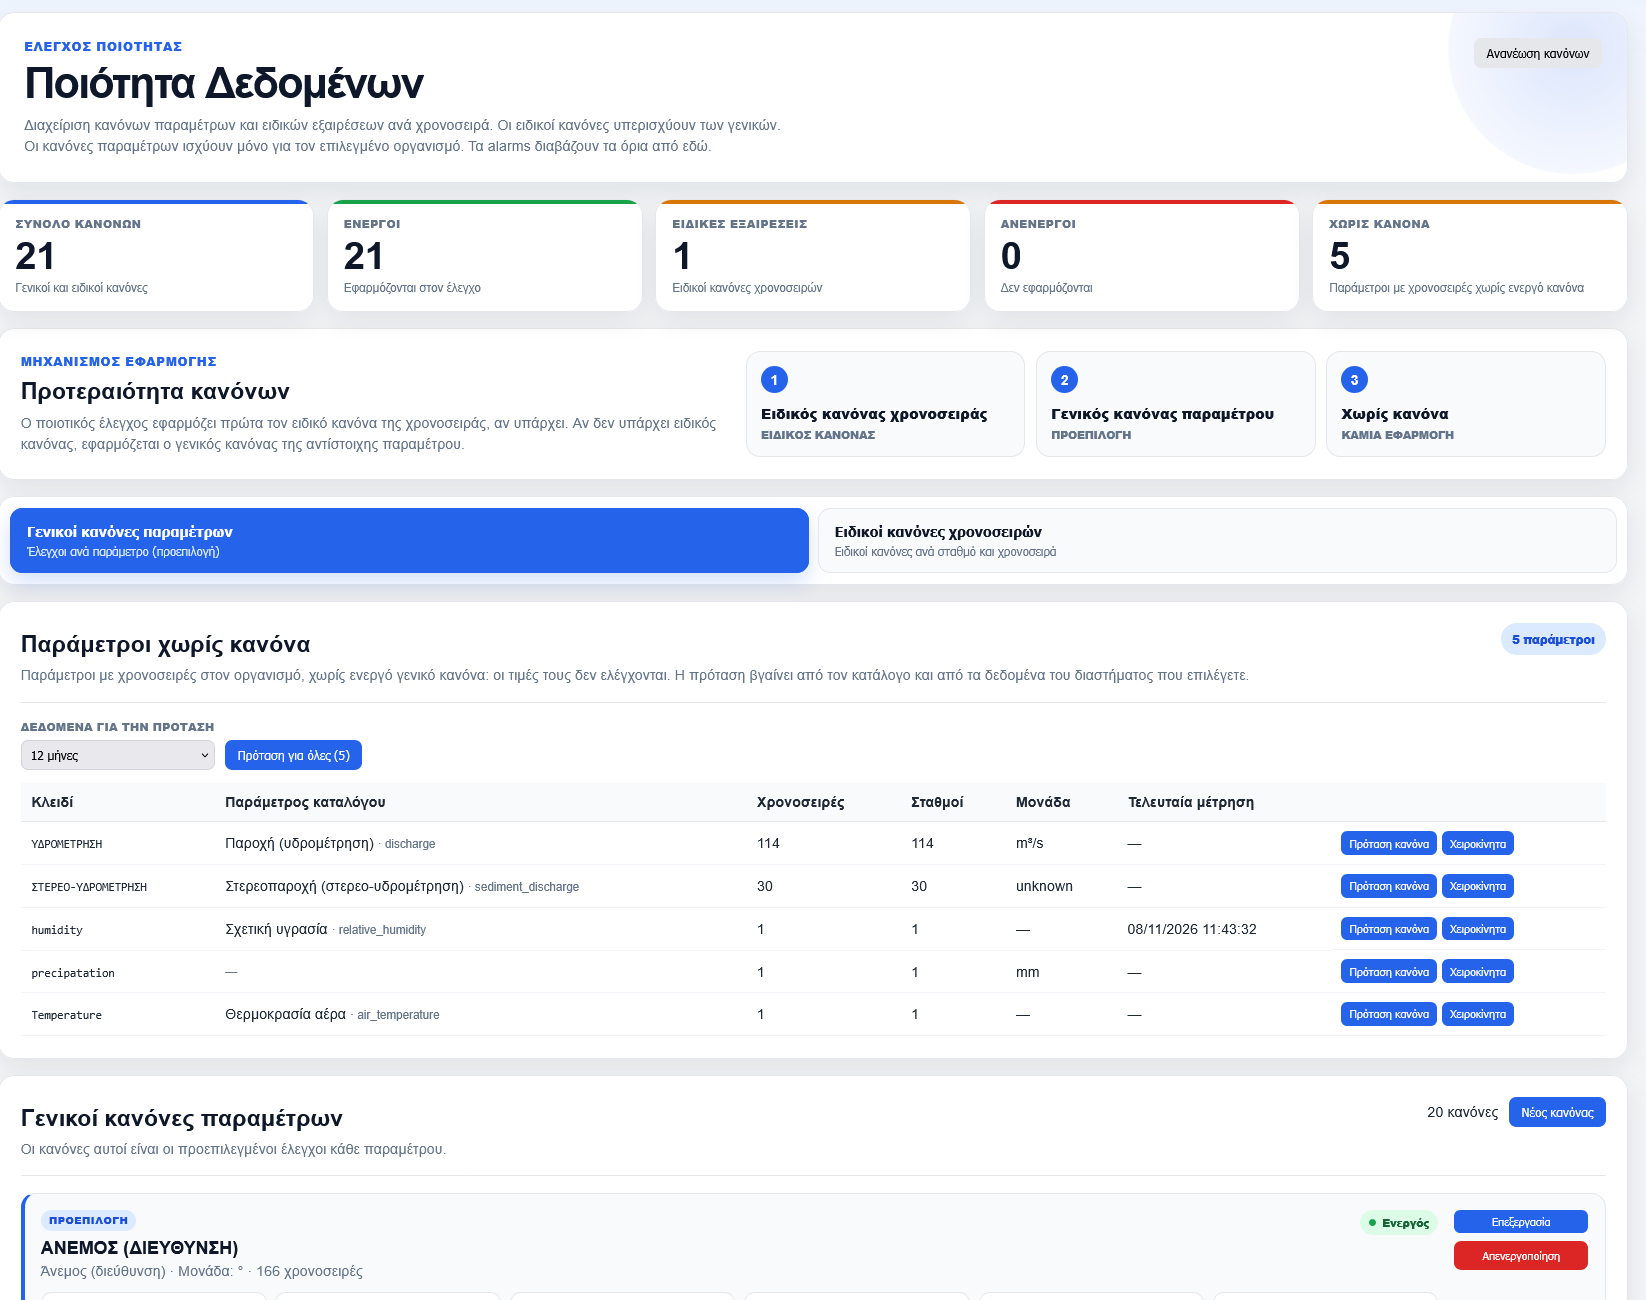 ΕΛΕΓΧΟΣ ΠΟΙΟΤΗΤΑΣ
Ποιότητα Δεδομένων
Ανανέωση κανόνων
Διαχείριση κανόνων παραμέτρων και ειδικών εξαιρέσεων ανά χρονοσειρά. Οι ειδικοί κανόνες υπερισχύουν των γενικών.
Οι κανόνες παραμέτρων ισχύουν μόνο για τον επιλεγμένο οργανισμό. Τα alarms διαβάζουν τα όρια από εδώ.
ΣΥΝΟΛΟ ΚΑΝΟΝΩΝ
21
Γενικοί και ειδικοί κανόνες
ΕΝΕΡΓΟΙ
21
Εφαρμόζονται στον έλεγχο
ΕΙΔΙΚΕΣ ΕΞΑΙΡΕΣΕΙΣ
1
Ειδικοί κανόνες χρονοσειρών
ΑΝΕΝΕΡΓΟΙ
0
Δεν εφαρμόζονται
ΧΩΡΙΣ ΚΑΝΟΝΑ
5
Παράμετροι με χρονοσειρές χωρίς ενεργό κανόνα
ΜΗΧΑΝΙΣΜΟΣ ΕΦΑΡΜΟΓΗΣ
Προτεραιότητα κανόνων
Ο ποιοτικός έλεγχος εφαρμόζει πρώτα τον ειδικό κανόνα της χρονοσειράς, αν υπάρχει. Αν δεν υπάρχει ειδικός
κανόνας, εφαρμόζεται ο γενικός κανόνας της αντίστοιχης παραμέτρου.
1
Ειδικός κανόνας χρονοσειράς
ΕΙΔΙΚΟΣ ΚΑΝΟΝΑΣ
2
Γενικός κανόνας παραμέτρου
ΠΡΟΕΠΙΛΟΓΗ
3
Χωρίς κανόνα
ΚΑΜΙΑ ΕΦΑΡΜΟΓΗ
Γενικοί κανόνες παραμέτρων
Έλεγχοι ανά παράμετρο (προεπιλογή)
Ειδικοί κανόνες χρονοσειρών
Ειδικοί κανόνες ανά σταθμό και χρονοσειρά
Παράμετροι χωρίς κανόνα
5 παράμετροι
Παράμετροι με χρονοσειρές στον οργανισμό, χωρίς ενεργό γενικό κανόνα: οι τιμές τους δεν ελέγχονται. Η πρόταση βγαίνει από τον κατάλογο και από τα δεδομένα του διαστήματος που επιλέγετε.
ΔΕΔΟΜΕΝΑ ΓΙΑ ΤΗΝ ΠΡΟΤΑΣΗ
12 μήνες Πρόταση για όλες (5)
Κλειδί Παράμετρος καταλόγου Χρονοσειρές Σταθμοί Μονάδα Τελευταία μέτρηση
ΥΔΡΟΜΕΤΡΗΣΗ Παροχή (υδρομέτρηση) · discharge 114 114 m³/s — Πρόταση κανόνα Χειροκίνητα
ΣΤΕΡΕΟ-ΥΔΡΟΜΕΤΡΗΣΗ Στερεοπαροχή (στερεο-υδρομέτρηση) · sediment_discharge 30 30 unknown — Πρόταση κανόνα Χειροκίνητα
humidity Σχετική υγρασία · relative_humidity 1 1 — 08/11/2026 11:43:32 Πρόταση κανόνα Χειροκίνητα
precipatation — 1 1 mm — Πρόταση κανόνα Χειροκίνητα
Temperature Θερμοκρασία αέρα · air_temperature 1 1 — — Πρόταση κανόνα Χειροκίνητα
Γενικοί κανόνες παραμέτρων
20 κανόνες Νέος κανόνας
Οι κανόνες αυτοί είναι οι προεπιλεγμένοι έλεγχοι κάθε παραμέτρου.
ΠΡΟΕΠΙΛΟΓΗ
Ενεργός
Επεξεργασία
ΑΝΕΜΟΣ (ΔΙΕΥΘΥΝΣΗ)
Απενεργοποίηση
Άνεμος (διεύθυνση) · Μονάδα: ° · 166 χρονοσειρές